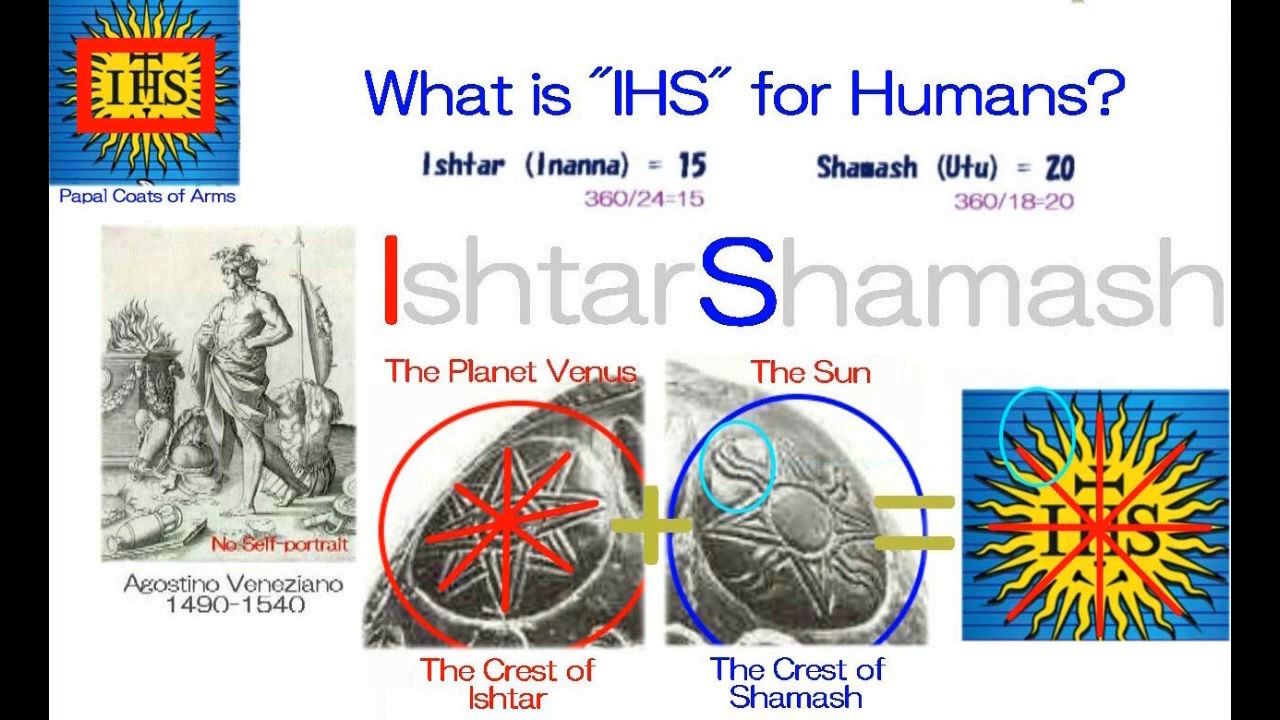 IHS
Papal Coats of Arms
What is "IHS" for Humans?
Ishtar (Inanna) = 15
360/24=15
Shamash (Utu) = 20
360/18=20
IshtarShamash
No Self-portrait
Agostino Veneziano
1490-1540
The Planet Venus
The Sun
+
=
IHS
The Crest of
Ishtar
The Crest of
Shamash